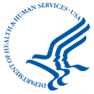 DEPARTMENT OF HEALTH & HUMAN SERVICES · USA